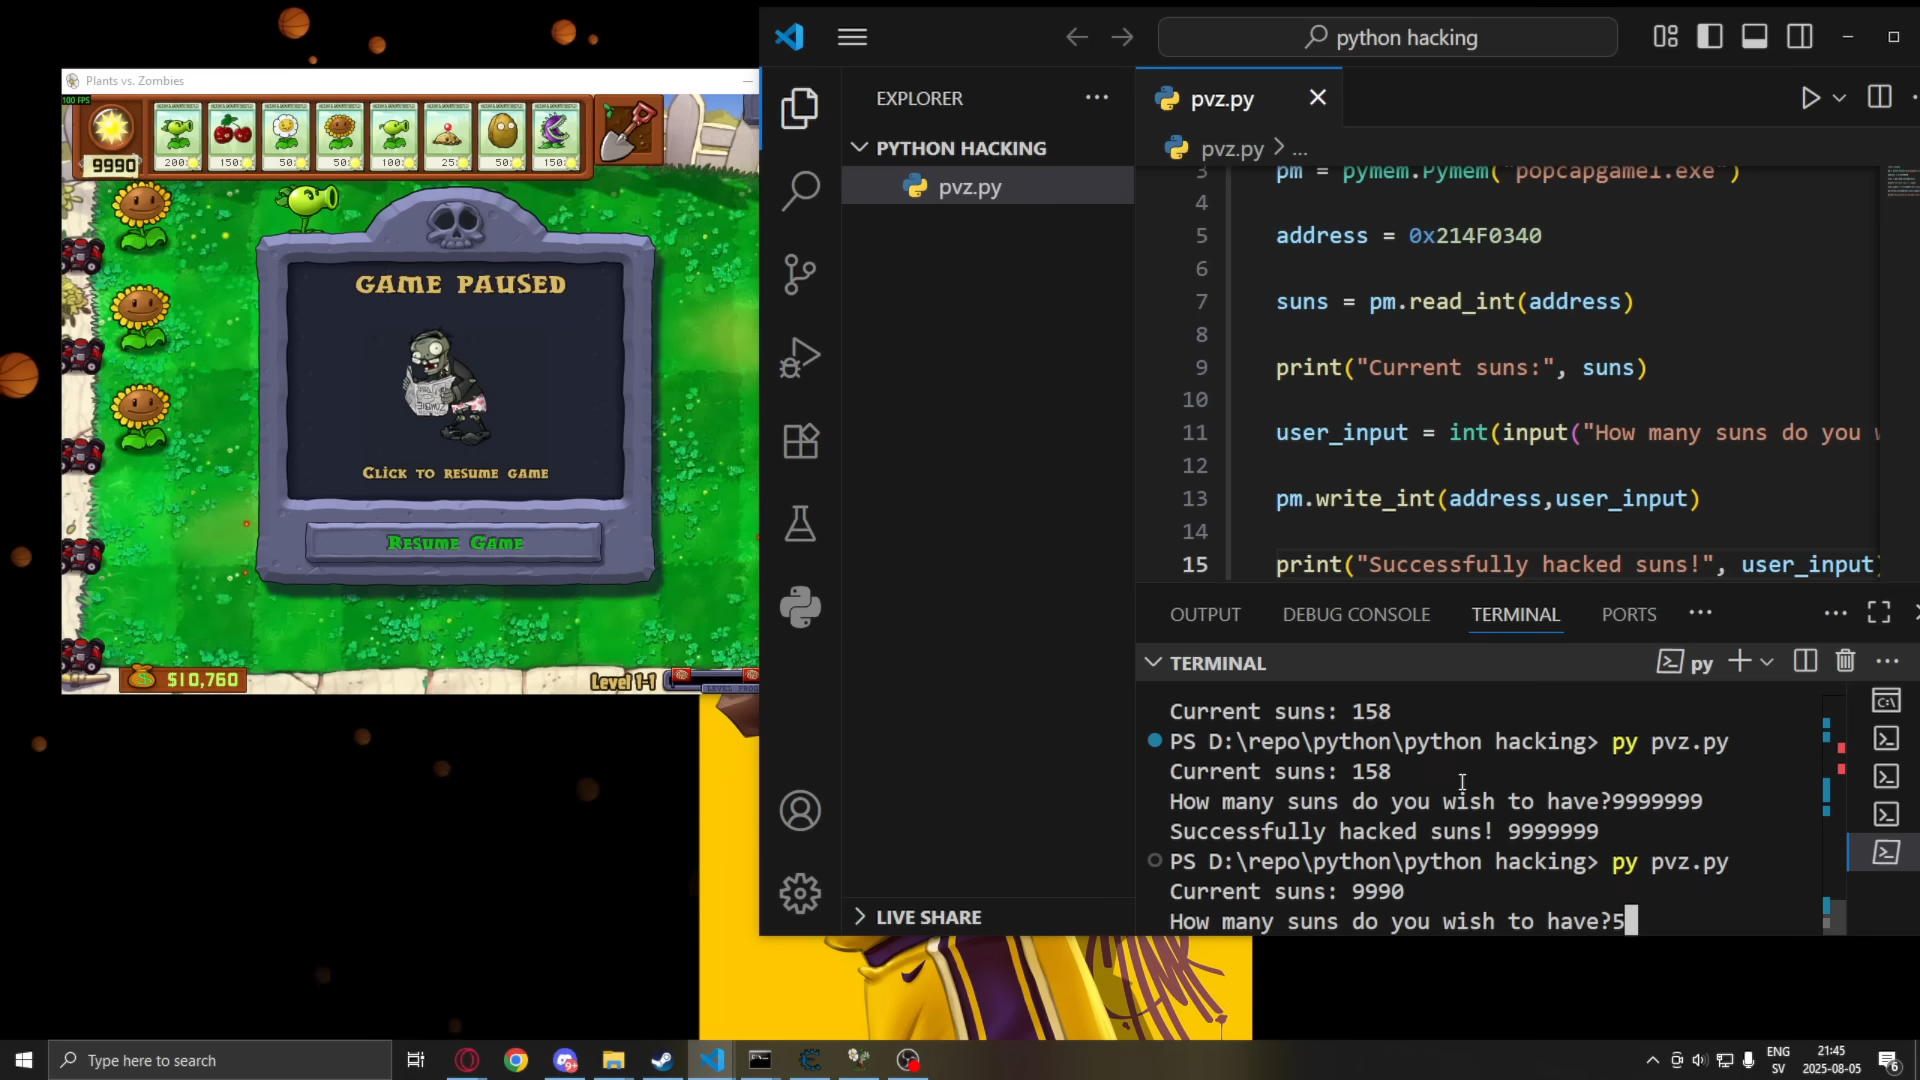 Plants vs. Zombies
100 FPS
9990
200
150
50
50
100
25
50
150
GAME PAUSED
CLICK TO RESUME GAME
RESUME GAME
$10,760
Level 1-1
python hacking
EXPLORER
PYTHON HACKING
pvz.py
LIVE SHARE
pvz.py
pvz.py > ...
3 pm = pymem.Pymem("popcapgame1.exe")
4
5 address = 0x214F0340
6
7 suns = pm.read_int(address)
8
9 print("Current suns:", suns)
10
11 user_input = int(input("How many suns do you
12
13 pm.write_int(address,user_input)
14
15 print("Successfully hacked suns!", user_input)
OUTPUT DEBUG CONSOLE TERMINAL PORTS
TERMINAL
py
Current suns: 158
PS D:\repo\python\python hacking> py pvz.py
Current suns: 158
How many suns do you wish to have?9999999
Successfully hacked suns! 9999999
PS D:\repo\python\python hacking> py pvz.py
Current suns: 9990
How many suns do you wish to have?5
Type here to search
9+
ENG
SV
21:45
2025-08-05
6